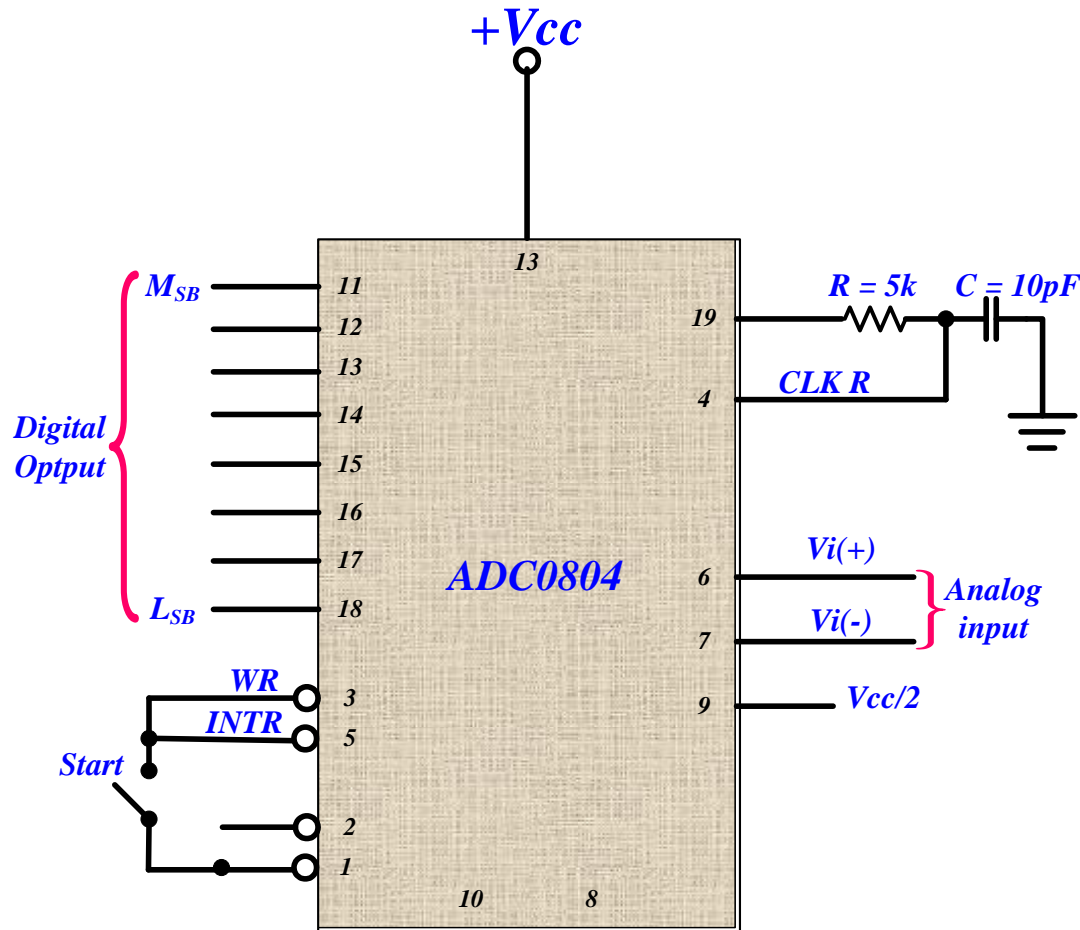 +Vcc
13
MSB
11
12
13
14
15
16
17
LSB
18
Digital
Optput
19
R = 5k
C = 10pF
4
CLK R
ADC0804
6
Vi(+)
7
Vi(-)
Analog
input
9
Vcc/2
WR
3
INTR
5
Start
2
1
10
8